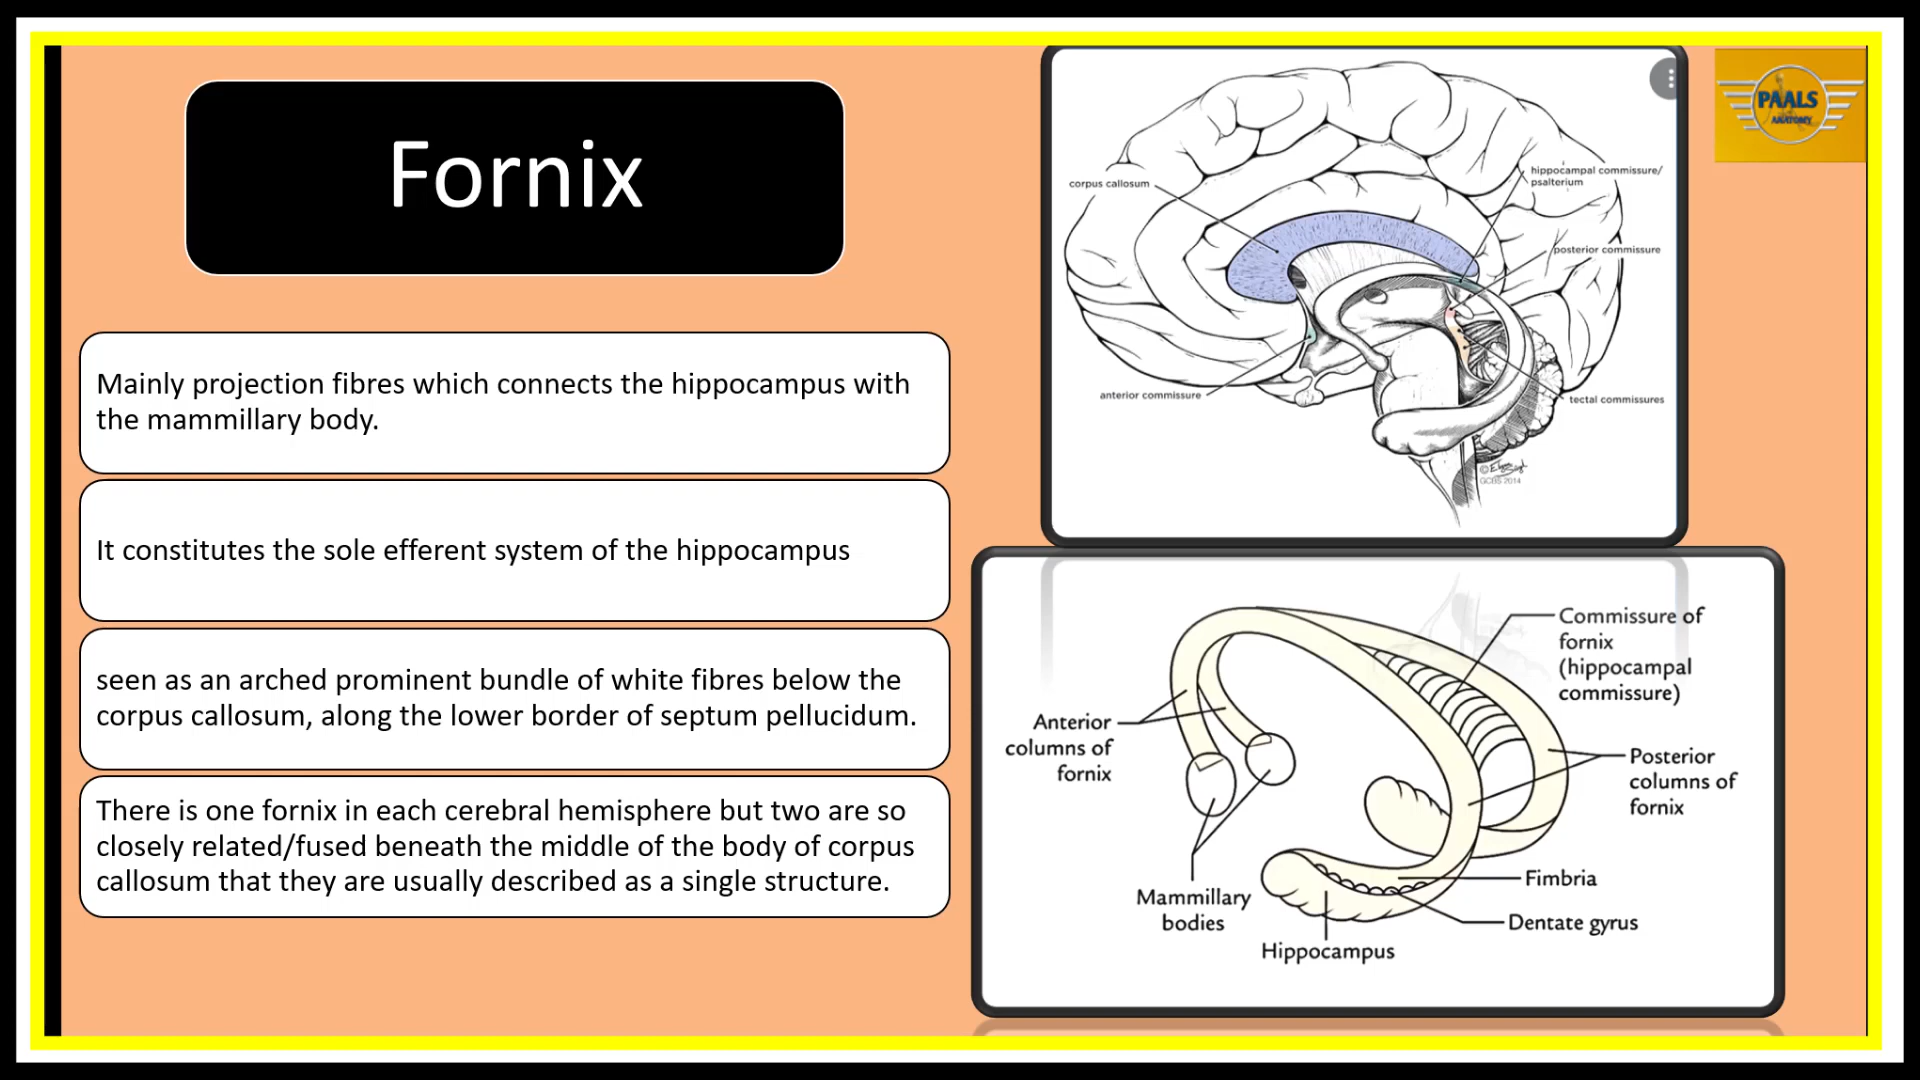 Fornix
Mainly projection fibres which connects the hippocampus with
the mammillary body.
It constitutes the sole efferent system of the hippocampus
seen as an arched prominent bundle of white fibres below the
corpus callosum, along the lower border of septum pellucidum.
There is one fornix in each cerebral hemisphere but two are so
closely related/fused beneath the middle of the body of corpus
callosum that they are usually described as a single structure.
corpus callosum
hippocampal commissure/
psalterium
posterior commissure
anterior commissure
tectal commissures
GCBS 2014
PAALS
ANATOMY
Commissure of
fornix
(hippocampal
commissure)
Anterior
columns of
fornix
Posterior
columns of
fornix
Mammillary
bodies
Fimbria
Dentate gyrus
Hippocampus